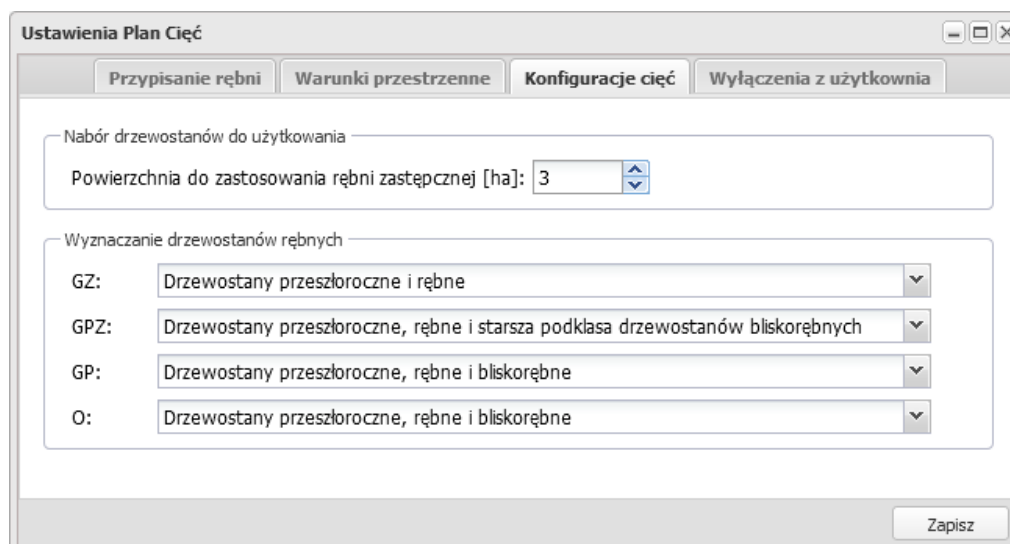 Ustawienia Plan Cięć
Przypisanie rębni Warunki przestrzenne Konfiguracje cięć Wyłączenia z użytkownia
Nabór drzewostanów do użytkowania
Powierzchnia do zastosowania rębni zastępcznej [ha]: 3
Wyznaczanie drzewostanów rębnych
GZ: Drzewostany przeszłoroczne i rębne
GPZ: Drzewostany przeszłoroczne, rębne i starsza podklasa drzewostanów bliskorębnych
GP: Drzewostany przeszłoroczne, rębne i bliskorębne
O: Drzewostany przeszłoroczne, rębne i bliskorębne
Zapisz